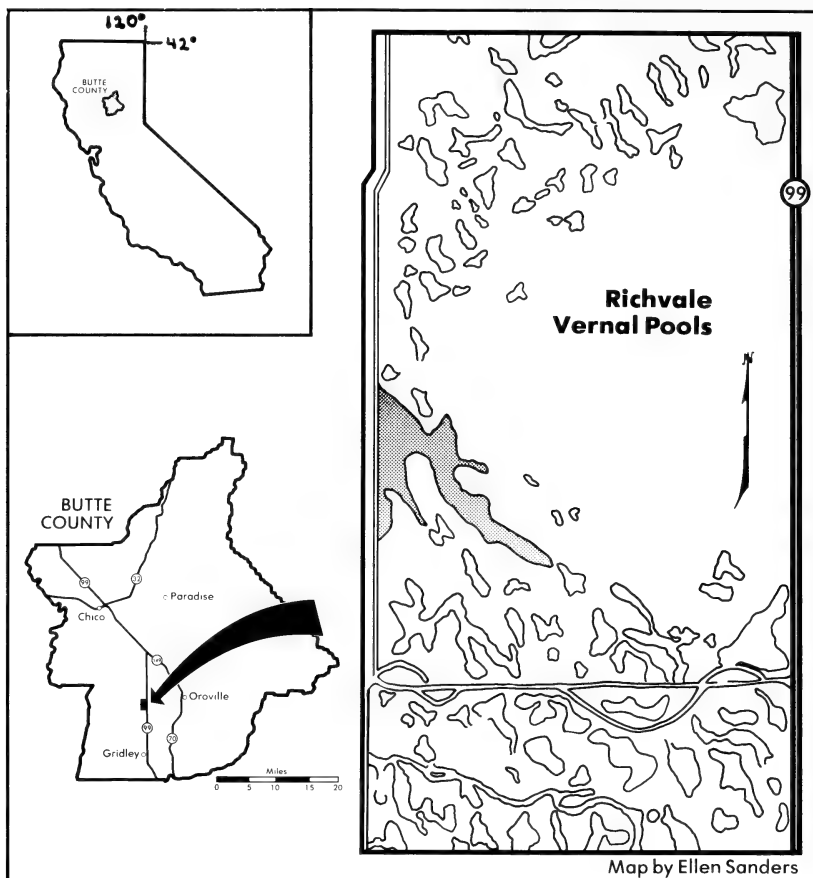 120°
42°
BUTTE
COUNTY
99
Richvale
Vernal Pools
N
BUTTE
COUNTY
99
32
Paradise
Chico
149
Oroville
99
Gridley
70
Miles
0 5 10 15 20
Map by Ellen Sanders